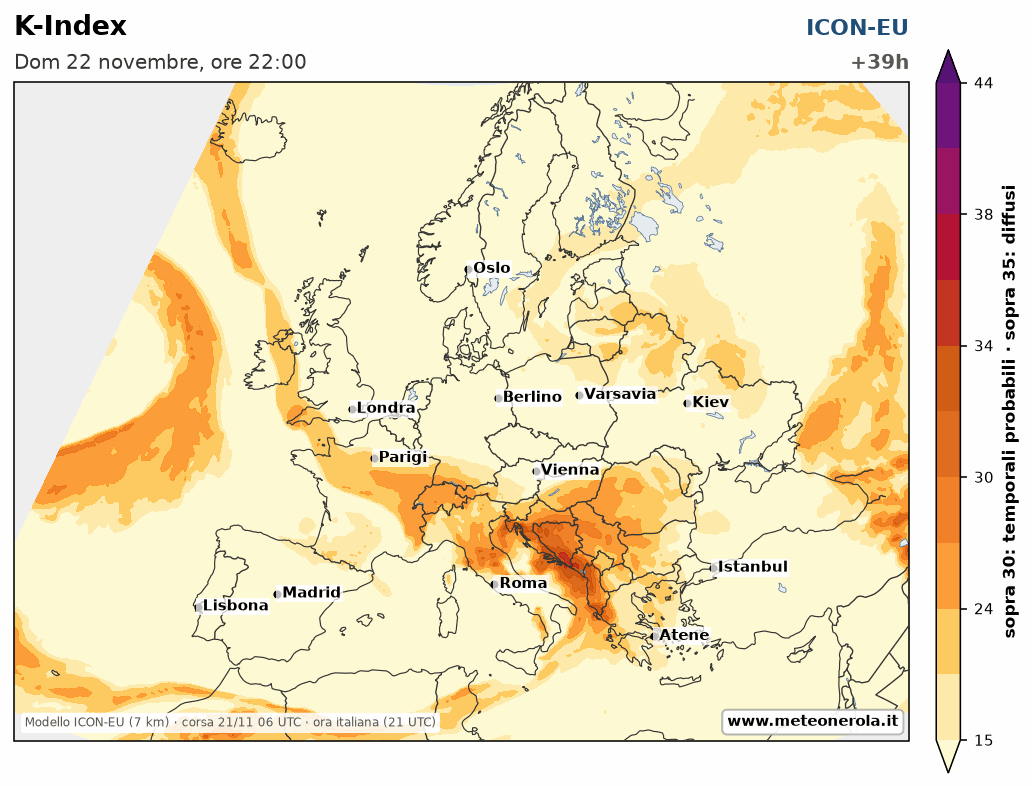 K-Index
ICON-EU
Dom 22 novembre, ore 22:00
+39h
44
38
34
30
24
15
sopra 30: temporali probabili · sopra 35: diffusi
Oslo
Berlino
Varsavia
Kiev
Londra
Parigi
Vienna
Istanbul
Roma
Madrid
Lisbona
Atene
Modello ICON-EU (7 km) · corsa 21/11 06 UTC · ora italiana (21 UTC)
www.meteonerola.it